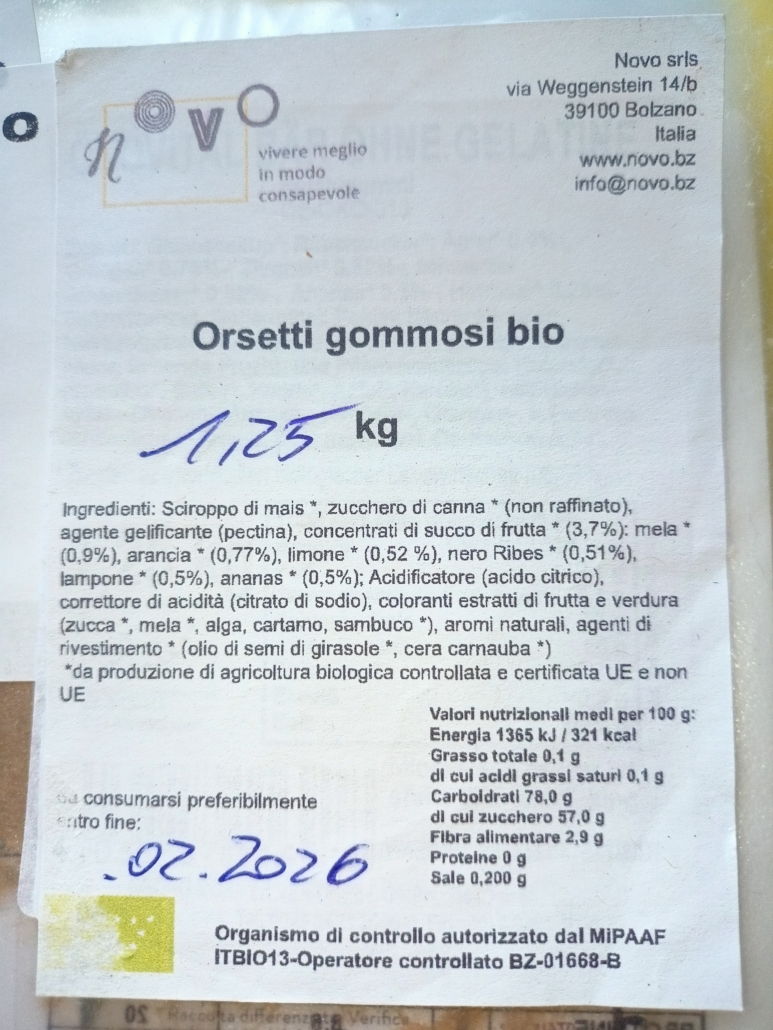 o
novo
vivere meglio
in modo
consapevole
Novo srls
via Weggenstein 14/b
39100 Bolzano
Italia
www.novo.bz
info@novo.bz
OHNE GELATINE
Orsetti gommosi bio
1,25 kg
Ingredienti: Sciroppo di mais *, zucchero di canna * (non raffinato),
agente gelificante (pectina), concentrati di succo di frutta * (3,7%): mela *
(0,9%), arancia * (0,77%), limone * (0,52 %), nero Ribes * (0,51%),
lampone * (0,5%), ananas * (0,5%); Acidificatore (acido citrico),
correttore di acidità (citrato di sodio), coloranti estratti di frutta e verdura
(zucca *, mela *, alga, cartamo, sambuco *), aromi naturali, agenti di
rivestimento * (olio di semi di girasole *, cera carnauba *)
*da produzione di agricoltura biologica controllata e certificata UE e non
UE
Valori nutrizionali medi per 100 g:
Energia 1365 kJ / 321 kcal
Grasso totale 0,1 g
di cui acidi grassi saturi 0,1 g
Carboidrati 78,0 g
di cui zucchero 57,0 g
Fibra alimentare 2,9 g
Proteine 0 g
Sale 0,200 g
da consumarsi preferibilmente
entro fine:
.02.2026
Organismo di controllo autorizzato dal MiPAAF
ITBIO13-Operatore controllato BZ-01668-B
Raccolta differenziata Verifica
20